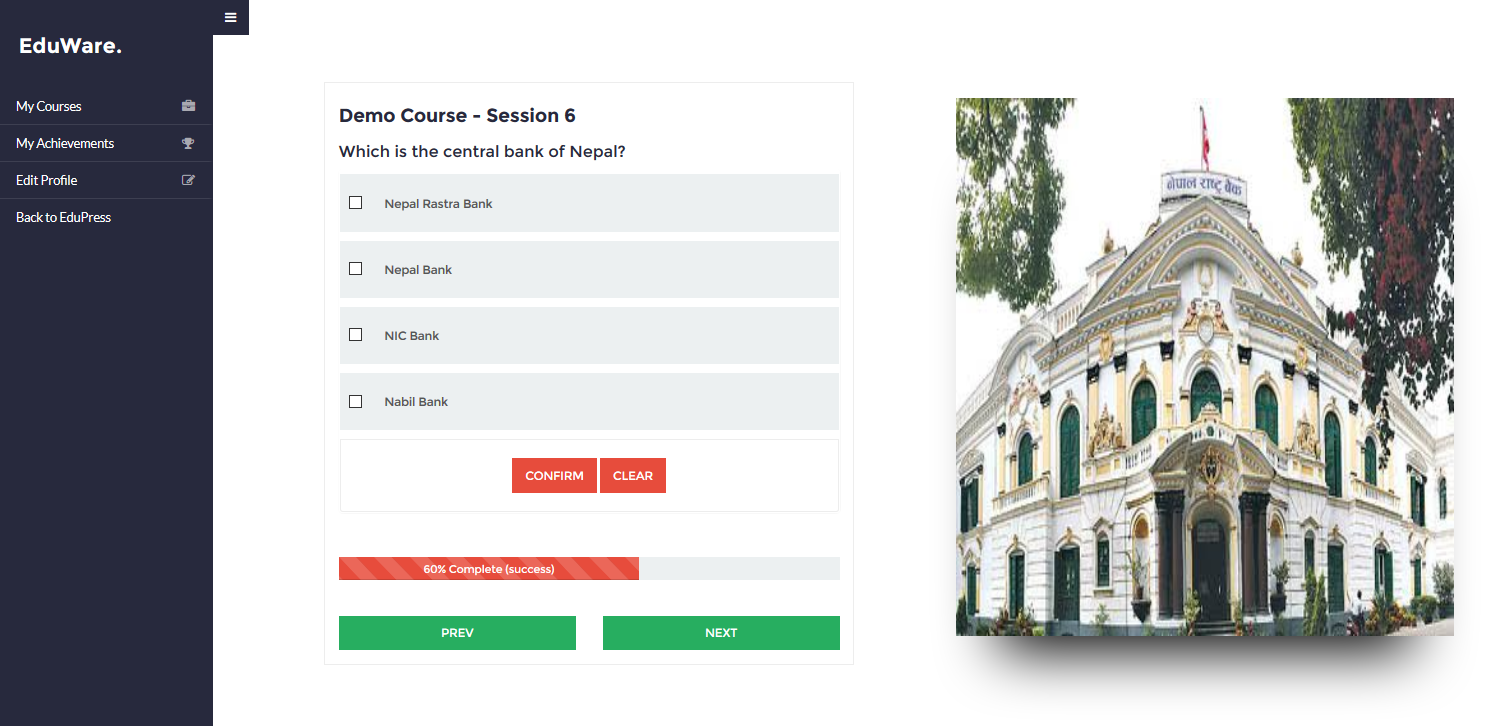 EduWare.
My Courses
My Achievements
Edit Profile
Back to EduPress
Demo Course - Session 6
Which is the central bank of Nepal?
Nepal Rastra Bank
Nepal Bank
NIC Bank
Nabil Bank
CONFIRM CLEAR
60% Complete (success)
PREV NEXT
नेपाल राष्ट्र बैंक